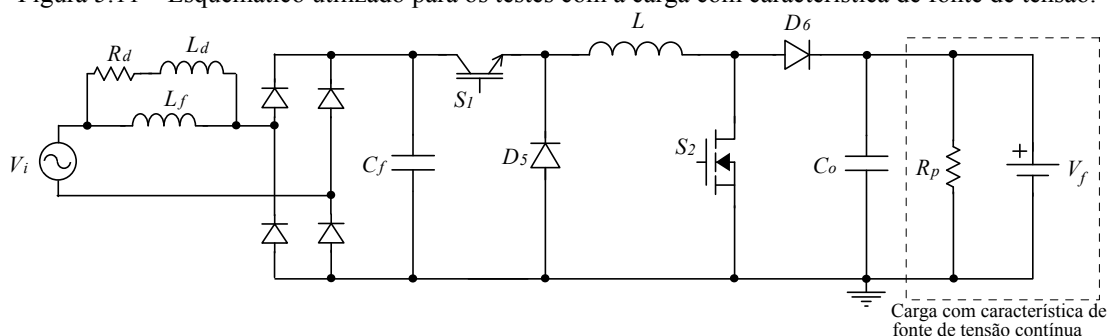 Figura 5.11 – Esquemático utilizado para os testes com a carga com característica de fonte de tensão.
L
D6
Ld
Rd
Lf
S1
Vi
Cf
D5
S2
Co
Rp
+
Vf
Carga com característica de
fonte de tensão contínua